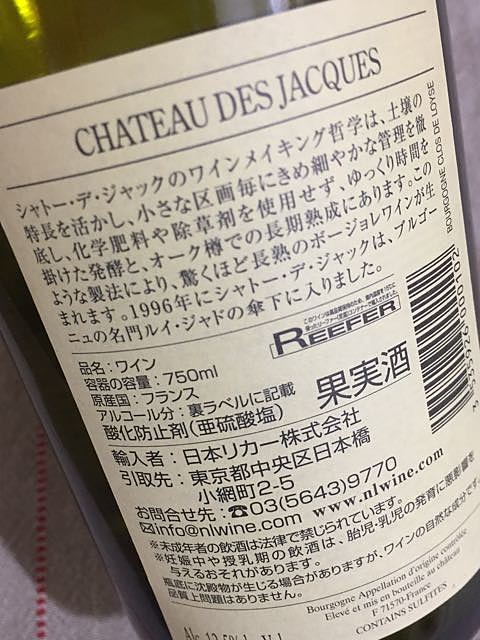 CHATEAU DES JACQUES
シャトー・デ・ジャックのワインメイキング哲学は、土壌の
特長を活かし、小さな区画毎にきめ細やかな管理を徹
底し、化学肥料や除草剤を使用せず、ゆっくり時間を
掛けた発酵と、オーク樽での長期熟成にあります。この
ような製法により、驚くほど長熟のボージョレワインが生
まれます。1996年にシャトー・デ・ジャックは、ブルゴー
ニュの名門ルイ・ジャドの傘下に入りました。
BOURGOGNE CLOS DE LOYSE
REEFER
品名：ワイン
容器の容量：750ml
原産国：フランス
アルコール分：裏ラベルに記載
酸化防止剤（亜硫酸塩）
果実酒
輸入者：日本リカー株式会社
引取先：東京都中央区日本橋
小網町2-5
お問合せ先：☎03(5643)9770
✉info@nlwine.com www.nlwine.com
※未成年者の飲酒は法律で禁じられています。
※妊娠中や授乳期の飲酒は、胎児・乳児の発育に悪影響を
与えるおそれがあります。
瓶底に沈殿物が生じる場合がありますが、ワインの自然な成分です。
品質上問題はありません。
Bourgogne Appellation d'origine contrôlée
Elevé et mis en bouteille au château
F 71570-France
CONTAINS SULFITES